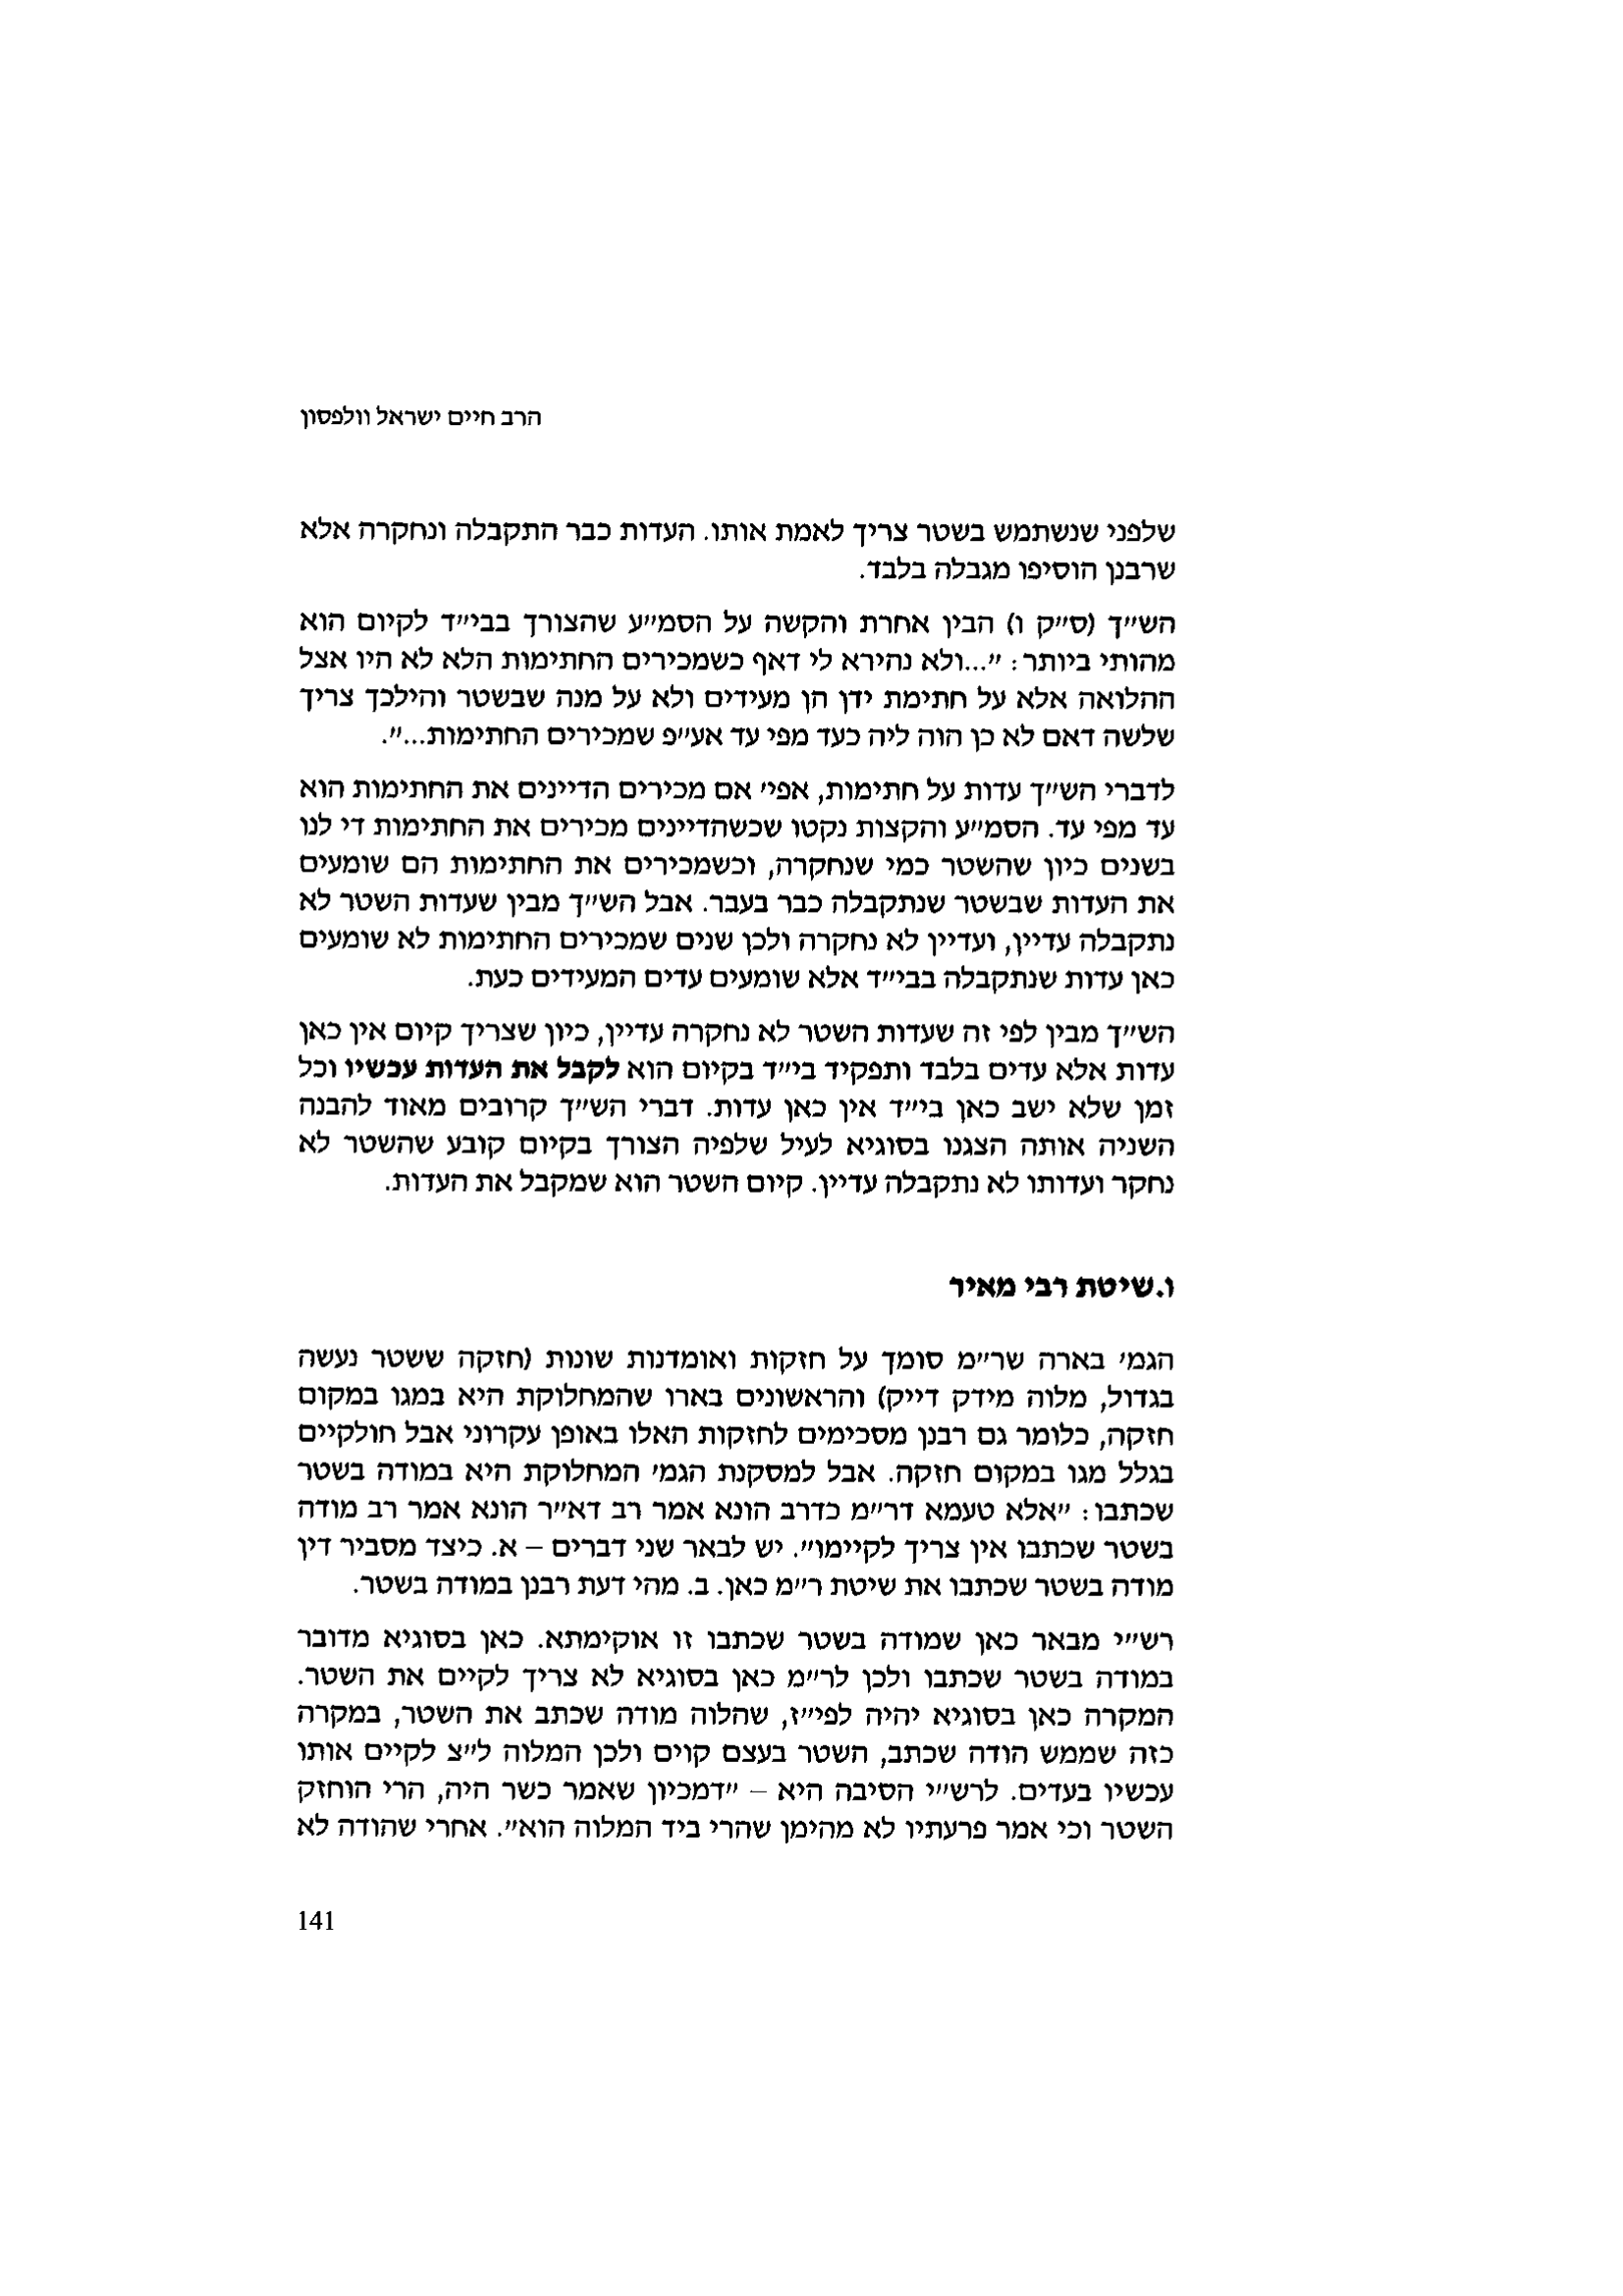 הרב חיים ישראל וולפסון
שלפני שנשתמש בשטר צריך לאמת אותו. העדות כבר התקבלה ונחקרה אלא
שרבנן הוסיפו מגבלה בלבד.
הש״ך (ס״ק ו) הבין אחרת והקשה על הסמ״ע שהצורך בבי״ד לקיום הוא
מהותי ביותר: ״...ולא נהירא לי דאף כשמכירים החתימות הלא לא היו אצל
ההלואה אלא על חתימת ידן הן מעידים ולא על מנה שבשטר והילכך צריך
שלשה דאם לא כן הוה ליה כעד מפי עד אע״פ שמכירים החתימות...״.
לדברי הש״ך עדות על חתימות, אפי׳ אם מכירים הדיינים את החתימות הוא
עד מפי עד. הסמ״ע והקצות נקטו שכשהדיינים מכירים את החתימות די לנו
בשנים כיון שהשטר כמי שנחקרה, וכשמכירים את החתימות הם שומעים
את העדות שבשטר שנתקבלה כבר בעבר. אבל הש״ך מבין שעדות השטר לא
נתקבלה עדיין, ועדיין לא נחקרה ולכן שנים שמכירים החתימות לא שומעים
כאן עדות שנתקבלה בבי״ד אלא שומעים עדים המעידים כעת.
הש״ך מבין לפי זה שעדות השטר לא נחקרה עדיין, כיון שצריך קיום אין כאן
עדות אלא עדים בלבד ותפקיד בי״ד בקיום הוא לקבל את העדות עכשיו וכל
זמן שלא ישב כאן בי״ד אין כאן עדות. דברי הש״ך קרובים מאוד להבנה
השניה אותה הצגנו בסוגיא לעיל שלפיה הצורך בקיום קובע שהשטר לא
נחקר ועדותו לא נתקבלה עדיין. קיום השטר הוא שמקבל את העדות.
ו.שיטת רבי מאיר
הגמ׳ בארה שר״מ סומך על חזקות ואומדנות שונות (חזקה ששטר נעשה
בגדול, מלוה מידק דייק) והראשונים בארו שהמחלוקת היא במגו במקום
חזקה, כלומר גם רבנן מסכימים לחזקות האלו באופן עקרוני אבל חולקיים
בגלל מגו במקום חזקה. אבל למסקנת הגמ׳ המחלוקת היא במודה בשטר
שכתבו: ״אלא טעמא דר״מ כדרב הונא אמר רב דא״ר הונא אמר רב מודה
בשטר שכתבו אין צריך לקיימו״. יש לבאר שני דברים – א. כיצד מסביר דין
מודה בשטר שכתבו את שיטת ר״מ כאן. ב. מהי דעת רבנן במודה בשטר.
רש״י מבאר כאן שמודה בשטר שכתבו זו אוקימתא. כאן בסוגיא מדובר
במודה בשטר שכתבו ולכן לר״מ כאן בסוגיא לא צריך לקיים את השטר.
המקרה כאן בסוגיא יהיה לפי״ז, שהלוה מודה שכתב את השטר, במקרה
כזה שממש הודה שכתב, השטר בעצם קוים ולכן המלוה ל״צ לקיים אותו
עכשיו בעדים. לרש״י הסיבה היא – ״דמכיון שאמר כשר היה, הרי הוחזק
השטר וכי אמר פרעתיו לא מהימן שהרי ביד המלוה הוא״. אחרי שהודה לא
141